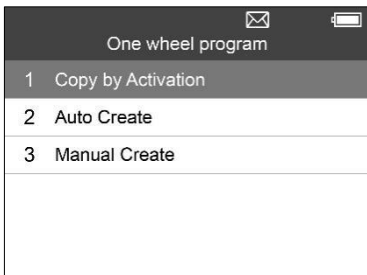 One wheel program
1 Copy by Activation
2 Auto Create
3 Manual Create